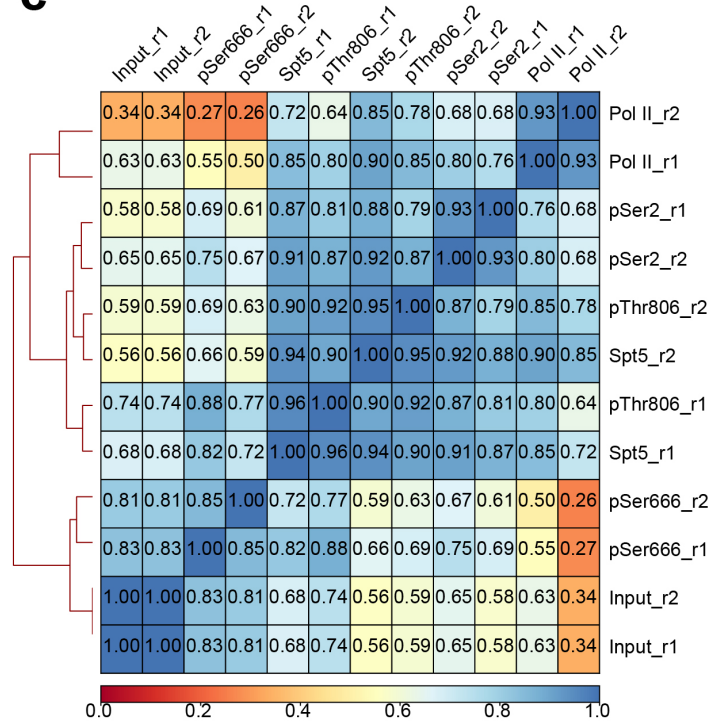 c
Input_r1 Input_r2 pSer666_r1 pSer666_r2 Spt5_r1 pThr806_r1 Spt5_r2 pThr806_r2 pSer2_r2 pSer2_r1 Pol II_r1 Pol II_r2
0.34 0.34 0.27 0.26 0.72 0.64 0.85 0.78 0.68 0.68 0.93 1.00 Pol II_r2
0.63 0.63 0.55 0.50 0.85 0.80 0.90 0.85 0.80 0.76 1.00 0.93 Pol II_r1
0.58 0.58 0.69 0.61 0.87 0.81 0.88 0.79 0.93 1.00 0.76 0.68 pSer2_r1
0.65 0.65 0.75 0.67 0.91 0.87 0.92 0.87 1.00 0.93 0.80 0.68 pSer2_r2
0.59 0.59 0.69 0.63 0.90 0.92 0.95 1.00 0.87 0.79 0.85 0.78 pThr806_r2
0.56 0.56 0.66 0.59 0.94 0.90 1.00 0.95 0.92 0.88 0.90 0.85 Spt5_r2
0.74 0.74 0.88 0.77 0.96 1.00 0.90 0.92 0.87 0.81 0.80 0.64 pThr806_r1
0.68 0.68 0.82 0.72 1.00 0.96 0.94 0.90 0.91 0.87 0.85 0.72 Spt5_r1
0.81 0.81 0.85 1.00 0.72 0.77 0.59 0.63 0.67 0.61 0.50 0.26 pSer666_r2
0.83 0.83 1.00 0.85 0.82 0.88 0.66 0.69 0.75 0.69 0.55 0.27 pSer666_r1
1.00 1.00 0.83 0.81 0.68 0.74 0.56 0.59 0.65 0.58 0.63 0.34 Input_r2
1.00 1.00 0.83 0.81 0.68 0.74 0.56 0.59 0.65 0.58 0.63 0.34 Input_r1
0.0 0.2 0.4 0.6 0.8 1.0